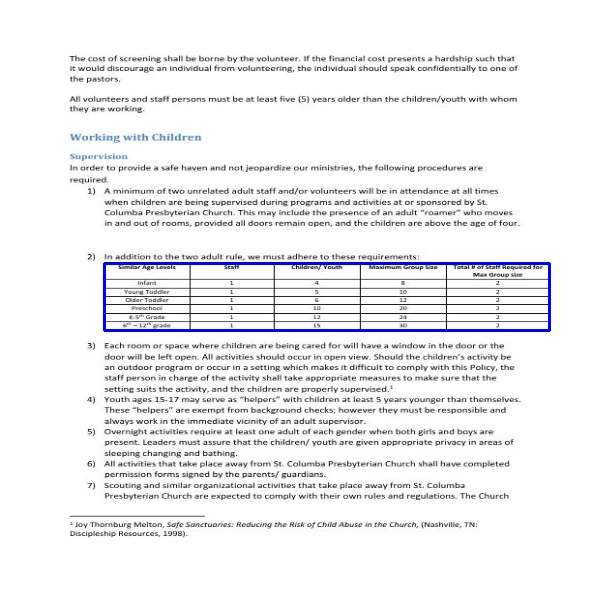 The cost of screening shall be borne by the volunteer. If the financial cost presents a hardship such that
it would discourage an individual from volunteering, the individual should speak confidentially to one of
the pastors.
All volunteers and staff persons must be at least five (5) years older than the children/youth with whom
they are working.
Working with Children
Supervision
In order to provide a safe haven and not jeopardize our ministries, the following procedures are
required.
1) A minimum of two unrelated adult staff and/or volunteers will be in attendance at all times
when children are being supervised during programs and activities at or sponsored by St.
Columba Presbyterian Church. This may include the presence of an adult “roamer” who moves
in and out of rooms, provided all doors remain open, and the children are above the age of four.
2) In addition to the two adult rule, we must adhere to these requirements:
Similar Age Levels Staff Children/ Youth Maximum Group Size Total # of Staff Required for
Max Group size
Infant 1 4 8 2
Young Toddler 1 5 10 2
Older Toddler 1 6 12 2
Preschool 1 10 20 2
K-5th Grade 1 12 24 2
6th – 12th grade 1 15 30 2
3) Each room or space where children are being cared for will have a window in the door or the
door will be left open. All activities should occur in open view. Should the children’s activity be
an outdoor program or occur in a setting which makes it difficult to comply with this Policy, the
staff person in charge of the activity shall take appropriate measures to make sure that the
setting suits the activity, and the children are properly supervised.1
4) Youth ages 15-17 may serve as “helpers” with children at least 5 years younger than themselves.
These “helpers” are exempt from background checks; however they must be responsible and
always work in the immediate vicinity of an adult supervisor.
5) Overnight activities require at least one adult of each gender when both girls and boys are
present. Leaders must assure that the children/ youth are given appropriate privacy in areas of
sleeping changing and bathing.
6) All activities that take place away from St. Columba Presbyterian Church shall have completed
permission forms signed by the parents/ guardians.
7) Scouting and similar organizational activities that take place away from St. Columba
Presbyterian Church are expected to comply with their own rules and regulations. The Church
1 Joy Thornburg Melton, Safe Sanctuaries: Reducing the Risk of Child Abuse in the Church, (Nashville, TN:
Discipleship Resources, 1998).